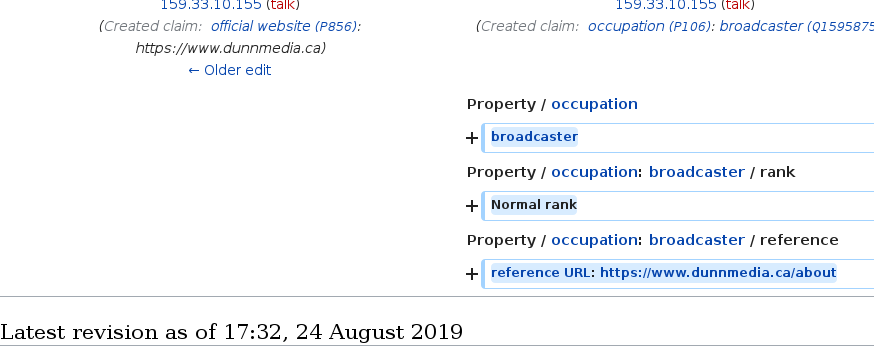 159.33.10.155 (talk)
(Created claim: official website (P856):
https://www.dunnmedia.ca)
← Older edit
159.33.10.155 (talk)
(Created claim: occupation (P106): broadcaster (Q1595875
Property / occupation
+ broadcaster
Property / occupation: broadcaster / rank
+ Normal rank
Property / occupation: broadcaster / reference
+ reference URL: https://www.dunnmedia.ca/about
Latest revision as of 17:32, 24 August 2019